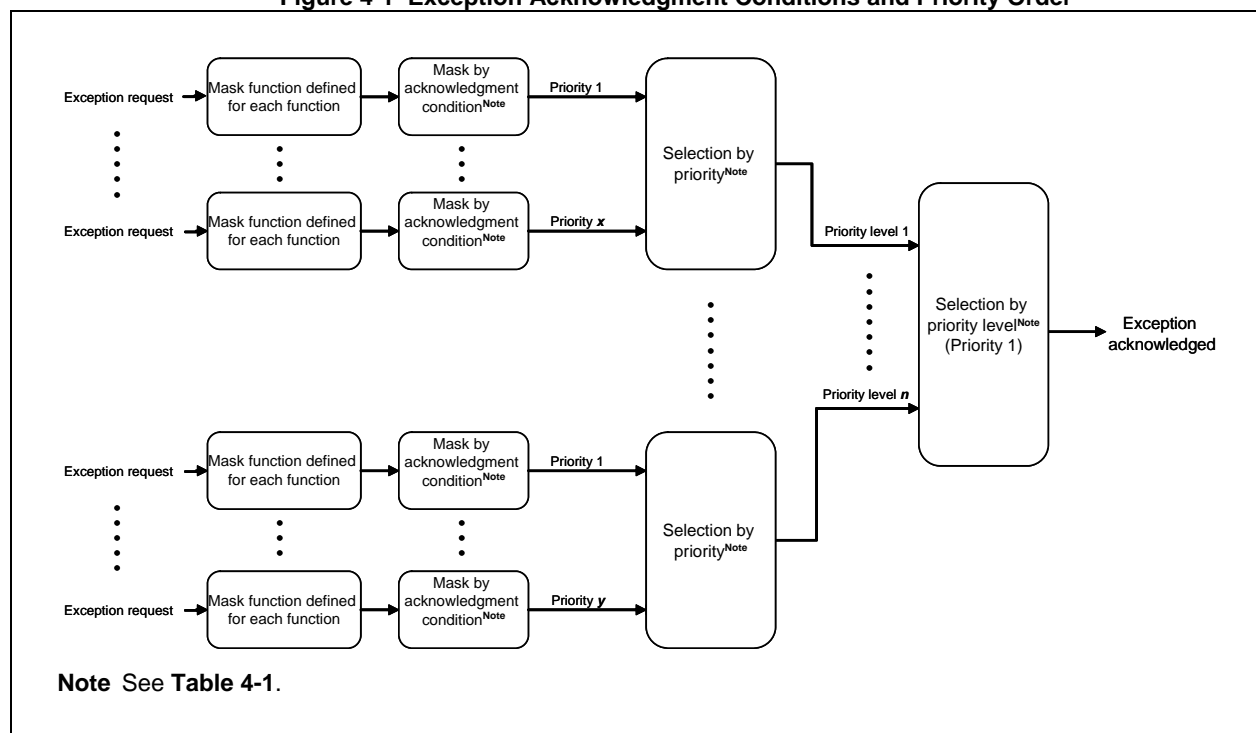 Figure 4-1 Exception Acknowledgment Conditions and Priority Order
Exception request
Mask function defined
for each function
Mask by
acknowledgment
conditionNote
Priority 1
Exception request
Mask function defined
for each function
Mask by
acknowledgment
conditionNote
Priority x
Selection by
priorityNote
Priority level 1
Exception request
Mask function defined
for each function
Mask by
acknowledgment
conditionNote
Priority 1
Exception request
Mask function defined
for each function
Mask by
acknowledgment
conditionNote
Priority y
Selection by
priorityNote
Priority level n
Selection by
priority levelNote
(Priority 1)
Exception
acknowledged
Note See Table 4-1.